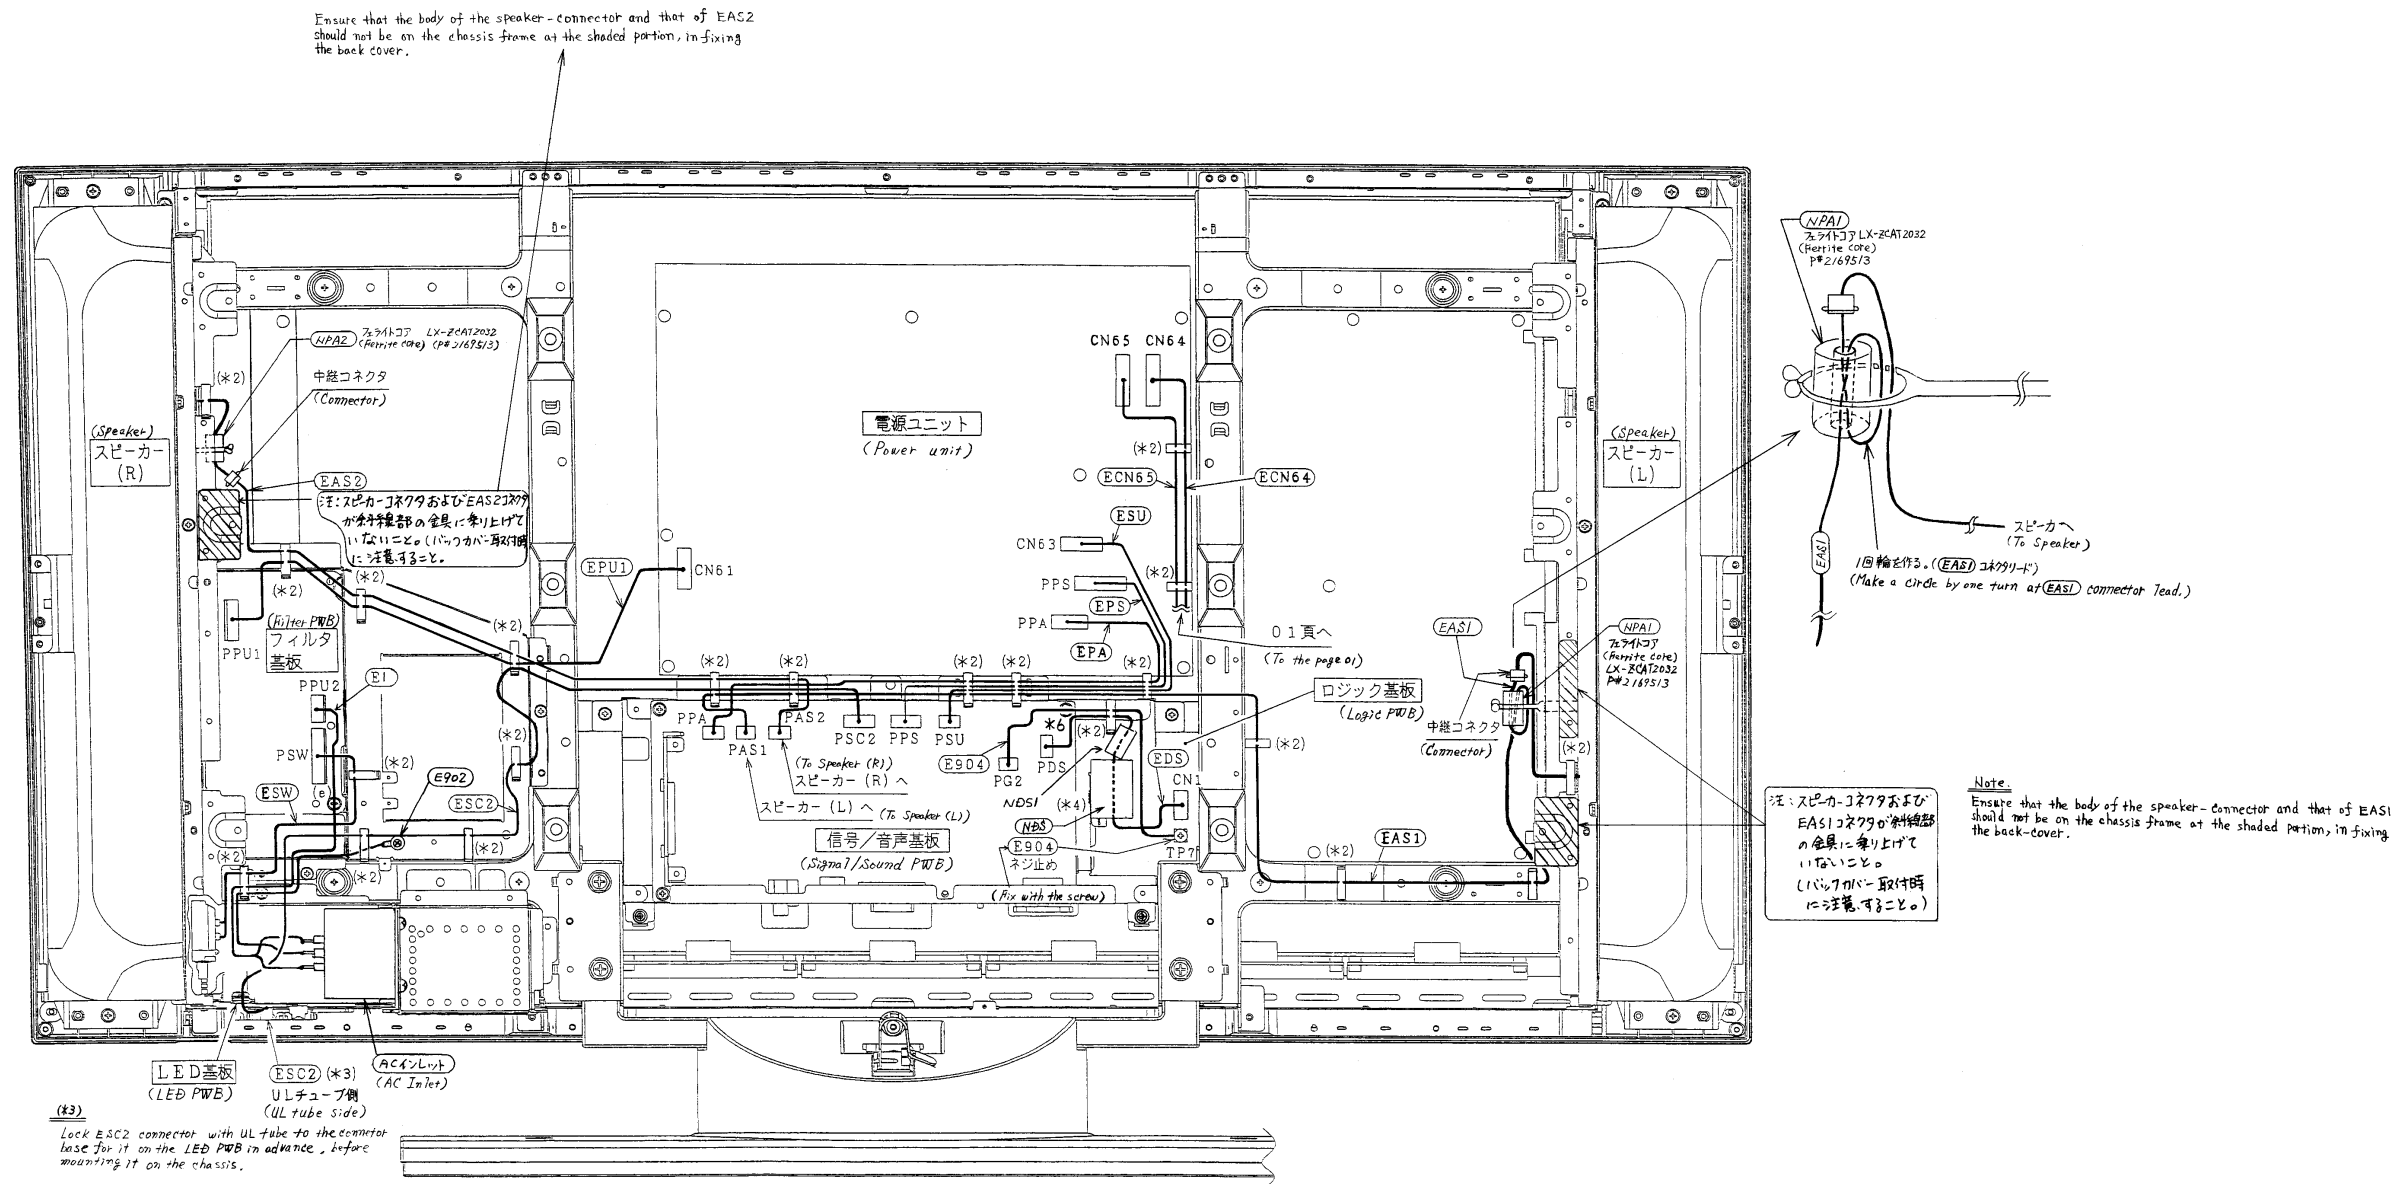 Ensure that the body of the speaker-connector and that of EAS2
should not be on the chassis frame at the shaded portion, in fixing
the back cover.
NPA1
フェライトコア LX-ZCAT2032
(Ferrite core)
P#2169513
NPA2
フェライトコア LX-ZCAT2032
(Ferrite core) (P#2169513)
(*2)
中継コネクタ
(Connector)
CN65 CN64
(Speaker)
スピーカー
(R)
電源ユニット
(Power unit)
(*2)
(Speaker)
スピーカー
(L)
EAS2
ECN65
ECN64
注:スピーカーコネクタおよびEAS2コネクタ
が斜線部の金具に乗り上げて
いないこと。(バックカバー取付時
に注意すること。
ESU
CN63
スピーカへ
(To Speaker)
EAS1
1回輪を作る。(EAS1コネクタリード)
(Make a circle by one turn at EAS1 connector lead.)
EPU1
CN61
PPS
(*2)
(*2)
(*2)
EPS
PPA
EPA
(Filter PWB)
フィルタ
基板
PPU1
(*2)
01頁へ
(To the page 01)
EAS1
NPA1
フェライトコア
(Ferrite core)
LX-ZCAT2032
P#2169513
(*2)
(*2)
(*2)
(*2)
(*2)
PPU2
E1
ロジック基板
(Logic PWB)
PPA
PAS2
PAS1
PSC2
PPS
PSU
*6
(*2)
中継コネクタ
(Connector)
(*2)
(*2)
PSW
(*2)
(*2)
E902
(To Speaker (R))
スピーカー (R) へ
E904
PG2
PDS
EDS
CN1
NDS1
ESW
(e)
ESC2
スピーカー (L) へ (To Speaker (L))
(*4)
NDS
信号/音声基板
(Signal/Sound PWB)
E904
ネジ止め
(Fix with the screw)
TP7
(*2)
EAS1
(*2)
(*2)
(*2)
注:スピーカーコネクタおよび
EAS1コネクタが斜線部
の金具に乗り上げて
いないこと。
(バックカバー取付時
に注意すること。)
Note.
Ensure that the body of the speaker-connector and that of EAS1
should not be on the chassis frame at the shaded portion, in fixing
the back-cover.
LED基板
(LED PWB)
ESC2 (*3)
ULチューブ側
(UL tube side)
ACインレット
(AC Inlet)
(*3)
Lock ESC2 connector with UL tube to the connetor
base for it on the LED PWB in advance, before
mounting it on the chassis.